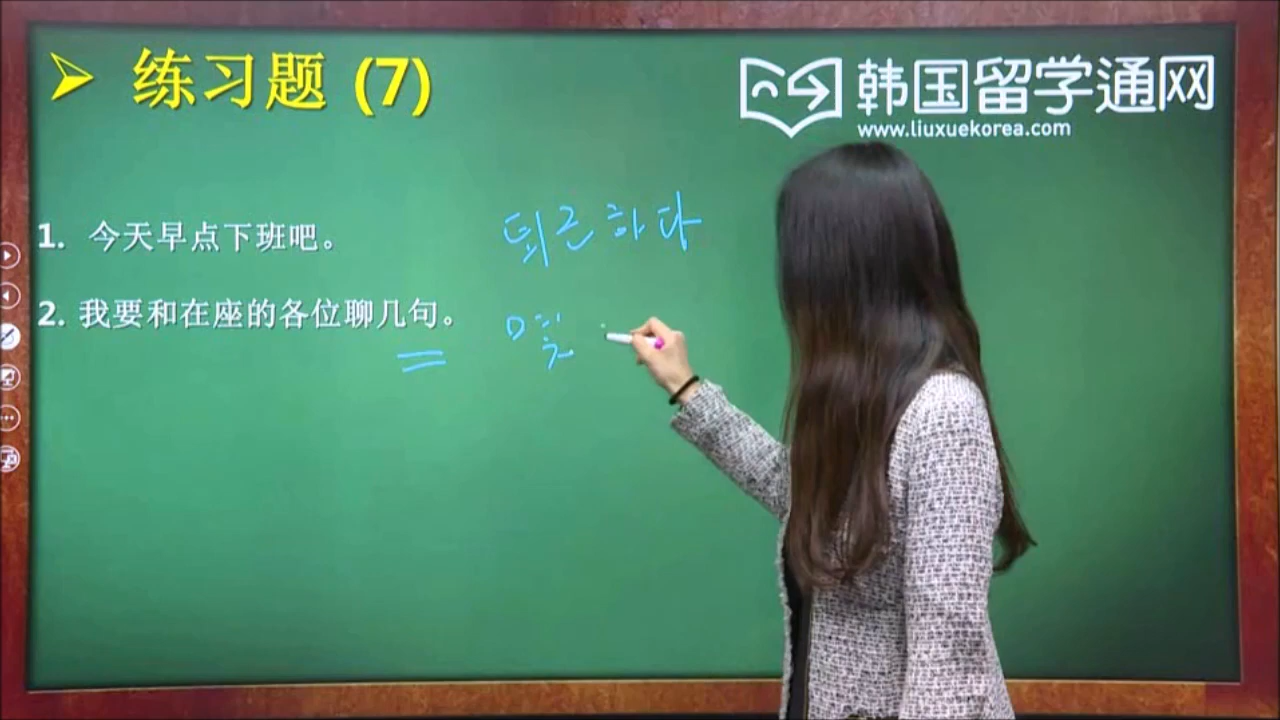 练习题 (7)
韩国留学通网
www.liuxuekorea.com
1. 今天早点下班吧。
퇴근하다
2. 我要和在座的各位聊几句。